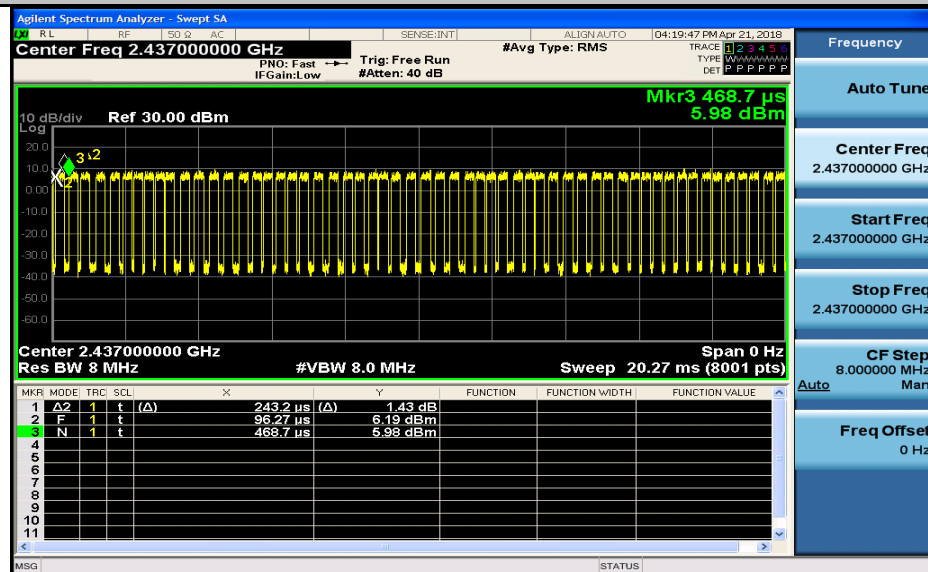 Agilent Spectrum Analyzer - Swept SA
LXI RL RF 50 Ω AC SENSE:INT ALIGN AUTO 04:19:47 PM Apr 21, 2018
Center Freq 2.437000000 GHz #Avg Type: RMS TRACE 1 2 3 4 5 6
PNO: Fast Trig: Free Run TYPE W
IFGain:Low #Atten: 40 dB DET P P P P P P
Mkr3 468.7 µs
10 dB/div Ref 30.00 dBm 5.98 dBm
Log
20.0
10.0
0.00
-10.0
-20.0
-30.0
-40.0
-50.0
-60.0
Center 2.437000000 GHz Span 0 Hz
Res BW 8 MHz #VBW 8.0 MHz Sweep 20.27 ms (8001 pts)
MKR MODE TRC SCL X Y FUNCTION FUNCTION WIDTH FUNCTION VALUE
1 Δ2 1 t (Δ) 243.2 µs (Δ) 1.43 dB
2 F 1 t 96.27 µs 6.19 dBm
3 N 1 t 468.7 µs 5.98 dBm
4
5
6
7
8
9
10
11
MSG STATUS
Frequency
Auto Tune
Center Freq
2.437000000 GHz
Start Freq
2.437000000 GHz
Stop Freq
2.437000000 GHz
CF Step
8.000000 MHz
Auto Man
Freq Offset
0 Hz